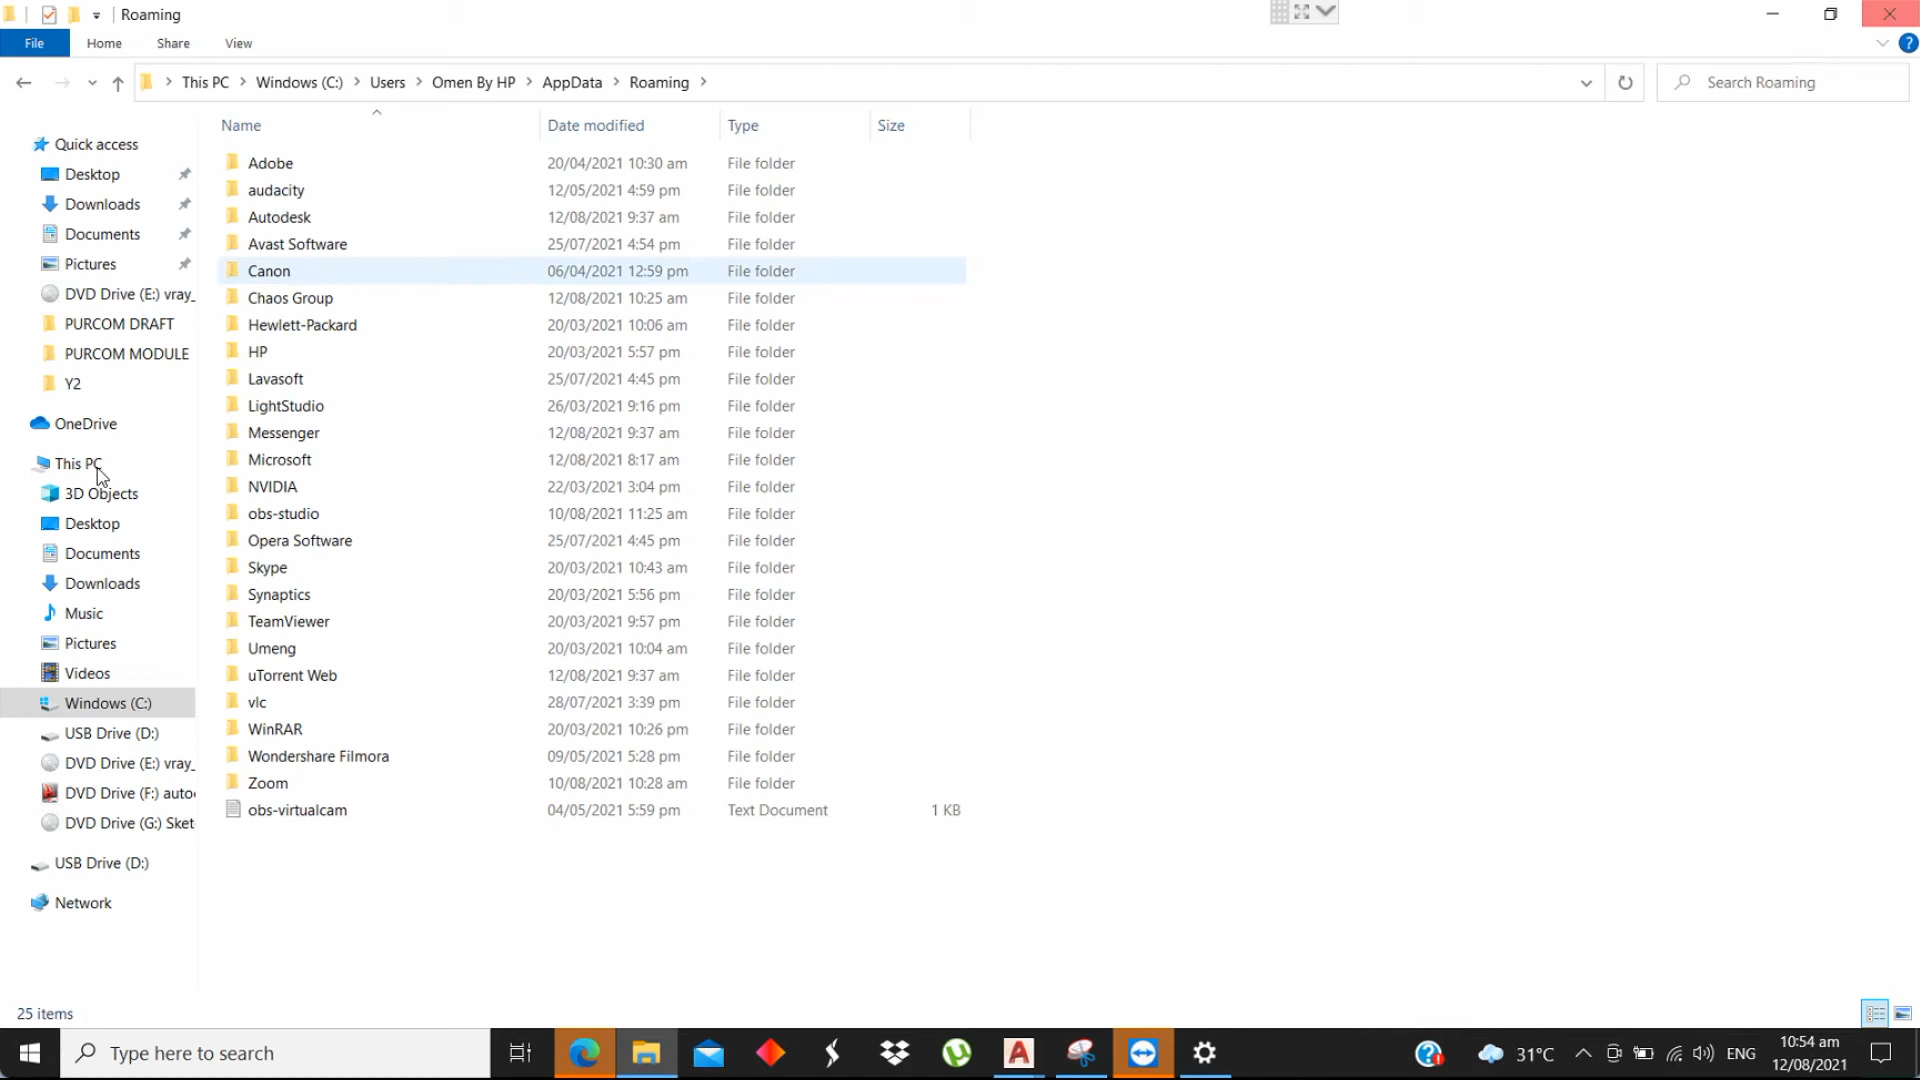 Roaming
File Home Share View
This PC Windows (C:) Users Omen By HP AppData Roaming Search Roaming
Name Date modified Type Size
Quick access
Desktop
Downloads
Documents
Pictures
DVD Drive (E:) vray_
PURCOM DRAFT
PURCOM MODULE
Y2
OneDrive
This PC
3D Objects
Desktop
Documents
Downloads
Music
Pictures
Videos
Windows (C:)
USB Drive (D:)
DVD Drive (E:) vray_
DVD Drive (F:) auto
DVD Drive (G:) Sket
USB Drive (D:)
Network
Adobe 20/04/2021 10:30 am File folder
audacity 12/05/2021 4:59 pm File folder
Autodesk 12/08/2021 9:37 am File folder
Avast Software 25/07/2021 4:54 pm File folder
Canon 06/04/2021 12:59 pm File folder
Chaos Group 12/08/2021 10:25 am File folder
Hewlett-Packard 20/03/2021 10:06 am File folder
HP 20/03/2021 5:57 pm File folder
Lavasoft 25/07/2021 4:45 pm File folder
LightStudio 26/03/2021 9:16 pm File folder
Messenger 12/08/2021 9:37 am File folder
Microsoft 12/08/2021 8:17 am File folder
NVIDIA 22/03/2021 3:04 pm File folder
obs-studio 10/08/2021 11:25 am File folder
Opera Software 25/07/2021 4:45 pm File folder
Skype 20/03/2021 10:43 am File folder
Synaptics 20/03/2021 5:56 pm File folder
TeamViewer 20/03/2021 9:57 pm File folder
Umeng 20/03/2021 10:04 am File folder
uTorrent Web 12/08/2021 9:37 am File folder
vlc 28/07/2021 3:39 pm File folder
WinRAR 20/03/2021 10:26 pm File folder
Wondershare Filmora 09/05/2021 5:28 pm File folder
Zoom 10/08/2021 10:28 am File folder
obs-virtualcam 04/05/2021 5:59 pm Text Document 1 KB
25 items
Type here to search
31°C ENG
10:54 am
12/08/2021